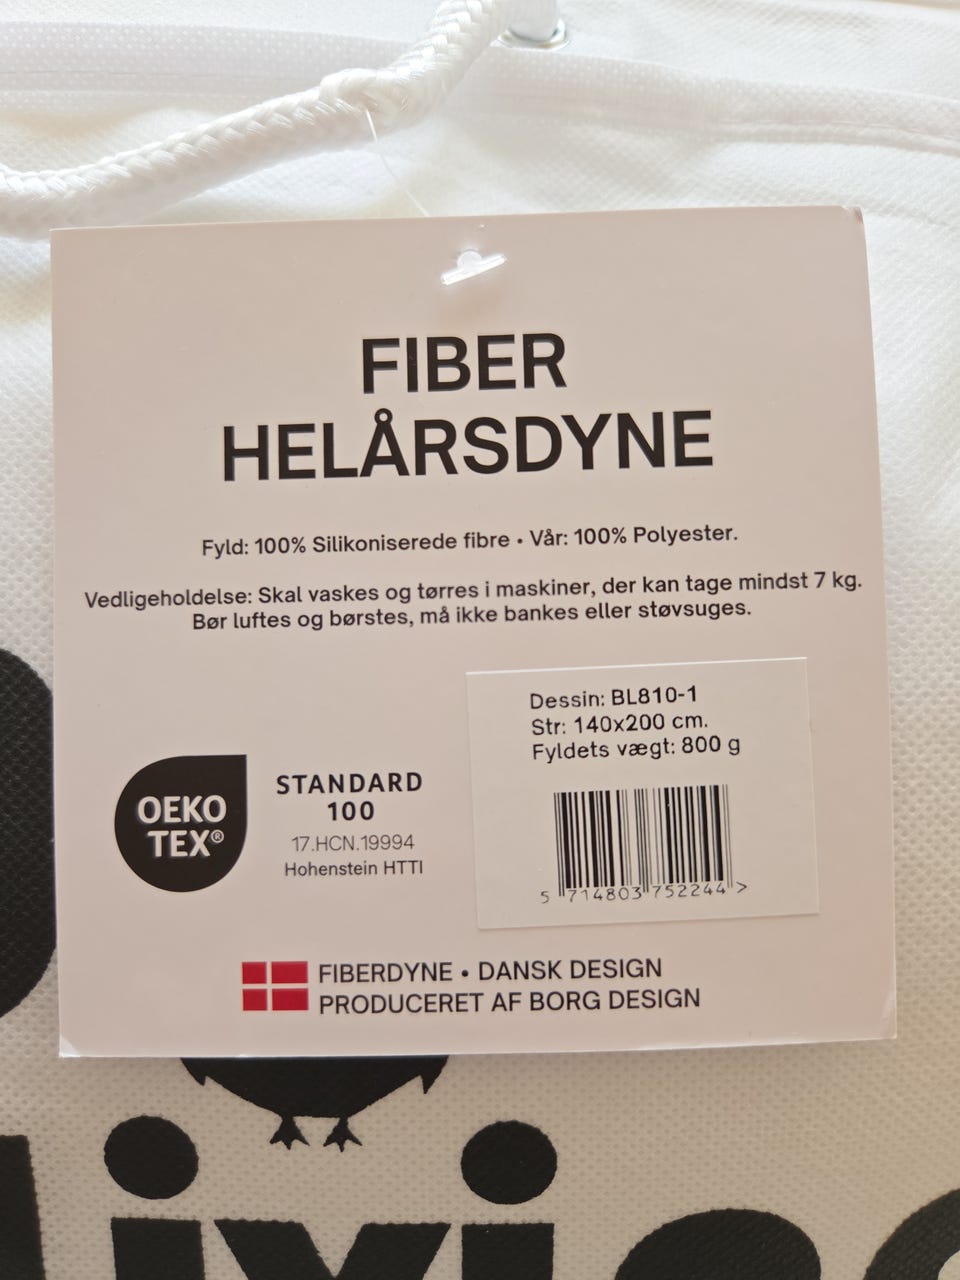 FIBER
HELÅRSDYNE
Fyld: 100% Silikoniserede fibre • Vår: 100% Polyester.
Vedligeholdelse: Skal vaskes og tørres i maskiner, der kan tage mindst 7 kg.
Bør luftes og børstes, må ikke bankes eller støvsuges.
Dessin: BL810-1
Str: 140x200 cm.
Fyldets vægt: 800 g
5 714803 752244 >
OEKO
TEX®
STANDARD
100
17.HCN.19994
Hohenstein HTTI
FIBERDYNE • DANSK DESIGN
PRODUCERET AF BORG DESIGN